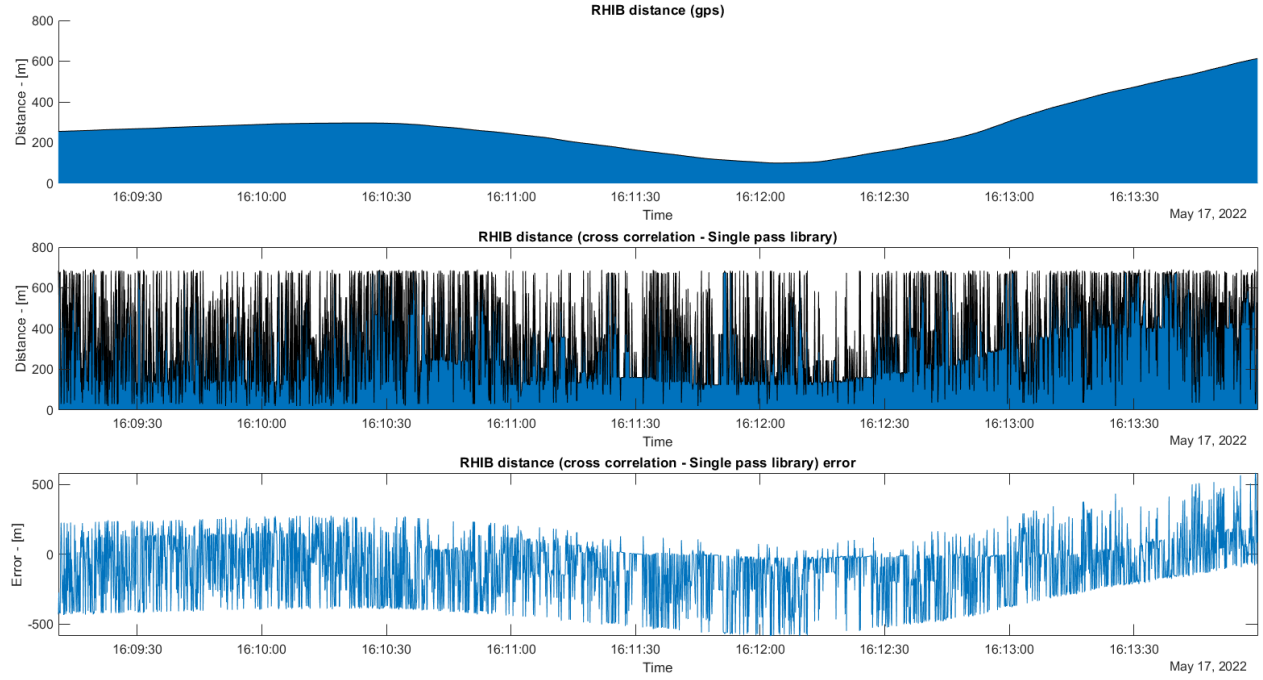 RHIB distance (gps)
Distance - [m]
800
600
400
200
0
16:09:30 16:10:00 16:10:30 16:11:00 16:11:30 16:12:00 16:12:30 16:13:00 16:13:30
Time
May 17, 2022
RHIB distance (cross correlation - Single pass library)
Distance - [m]
800
600
400
200
0
16:09:30 16:10:00 16:10:30 16:11:00 16:11:30 16:12:00 16:12:30 16:13:00 16:13:30
Time
May 17, 2022
RHIB distance (cross correlation - Single pass library) error
Error - [m]
500
0
-500
16:09:30 16:10:00 16:10:30 16:11:00 16:11:30 16:12:00 16:12:30 16:13:00 16:13:30
Time
May 17, 2022